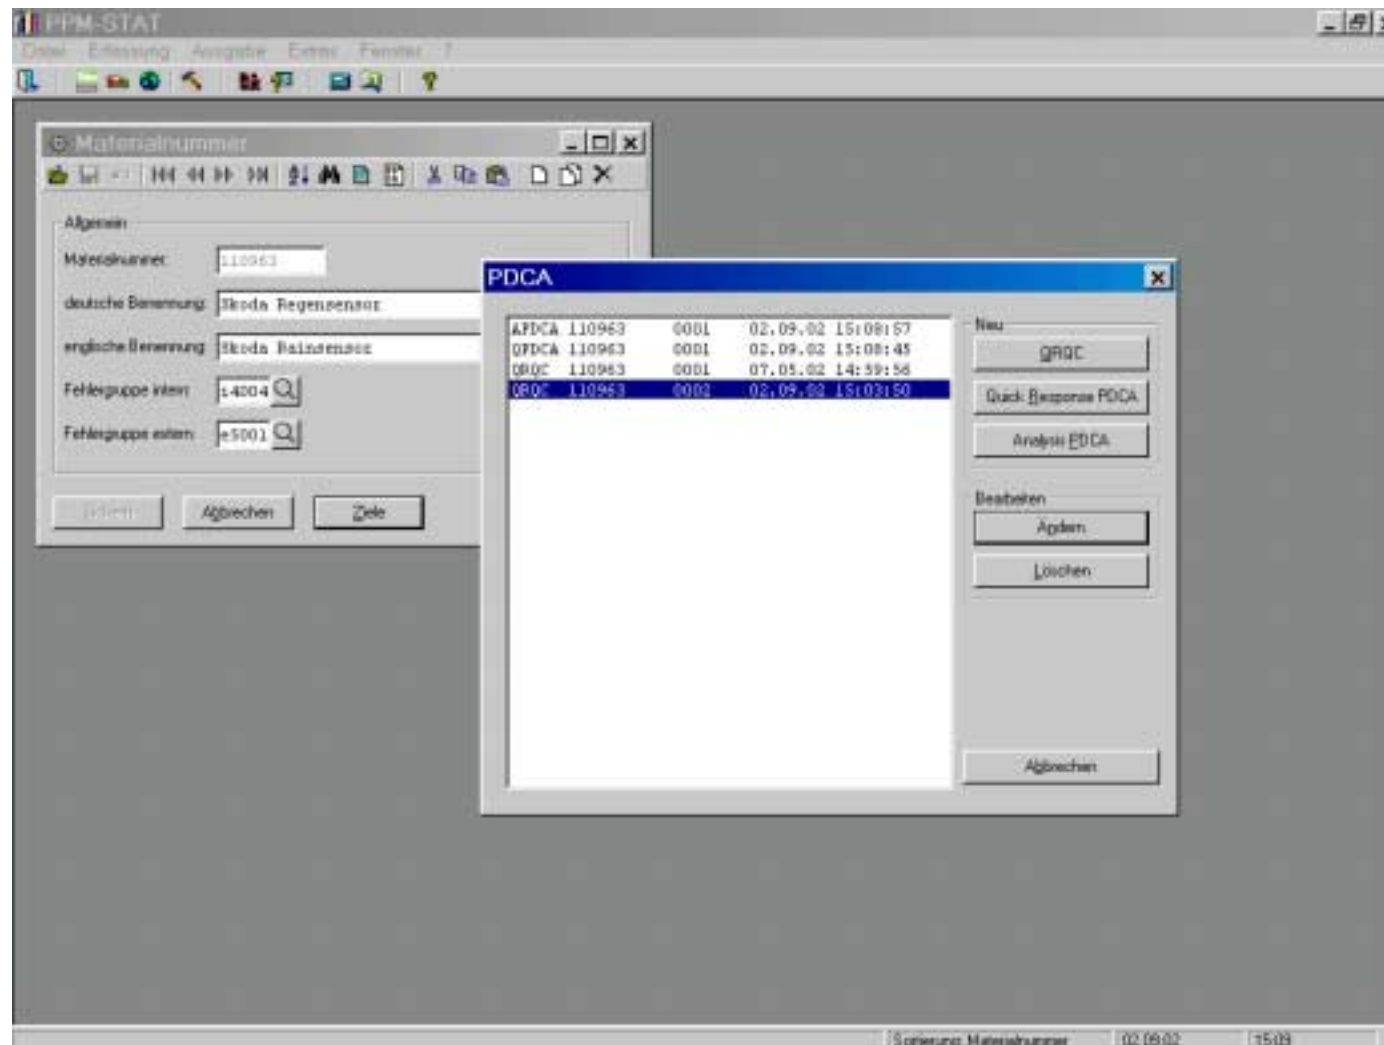 PPM-STAT
Datei Erfassung Ausgabe Extras Fenster ?
Materialnummer
Allgemein
Materialnummer: 110963
deutsche Benennung: Skoda Regensensor
englische Benennung: Skoda Rainsensor
Fehlergruppe intern: i4004
Fehlergruppe extern: e5001
Abbrechen Ziele
PDCA
APDCA 110963 0001 02.09.02 15:08:57
QPDCA 110963 0001 02.09.02 15:08:45
QRQC 110963 0001 07.05.02 14:59:56
QRQC 110963 0002 02.09.02 15:03:50
Neu
QRQC
Quick Response PDCA
Analysis PDCA
Bearbeiten
Ändern
Löschen
Abbrechen
Sortierung: Materialnummer 02.09.02 15:09